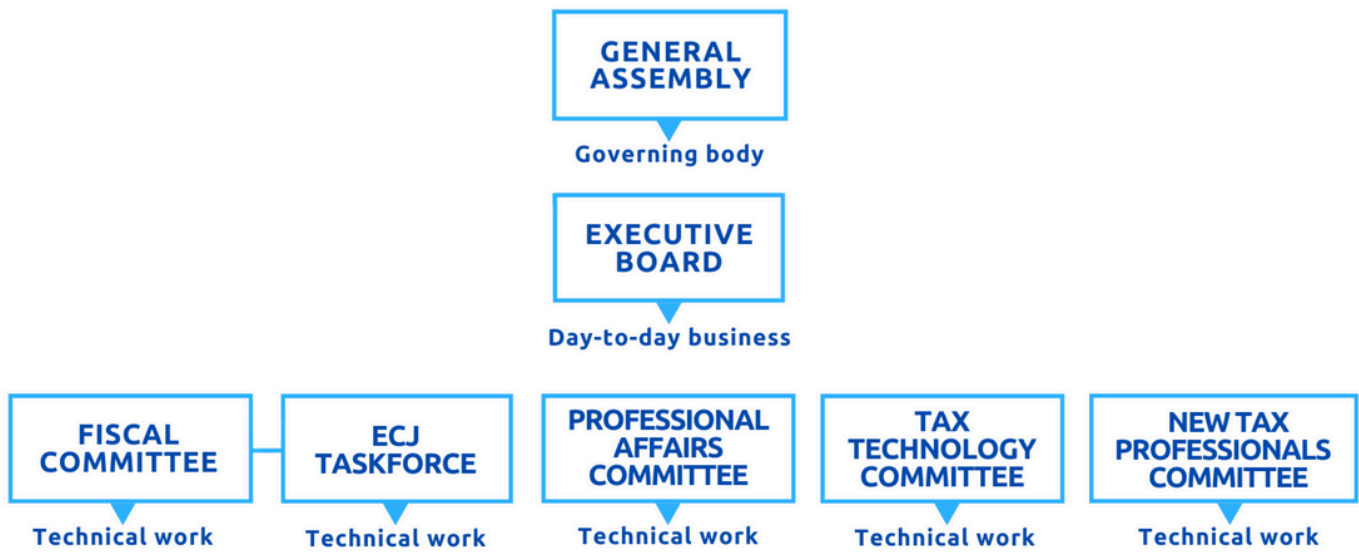 GENERAL
ASSEMBLY
Governing body
EXECUTIVE
BOARD
Day-to-day business
FISCAL
COMMITTEE
Technical work
ECJ
TASKFORCE
Technical work
PROFESSIONAL
AFFAIRS
COMMITTEE
Technical work
TAX
TECHNOLOGY
COMMITTEE
Technical work
NEW TAX
PROFESSIONALS
COMMITTEE
Technical work